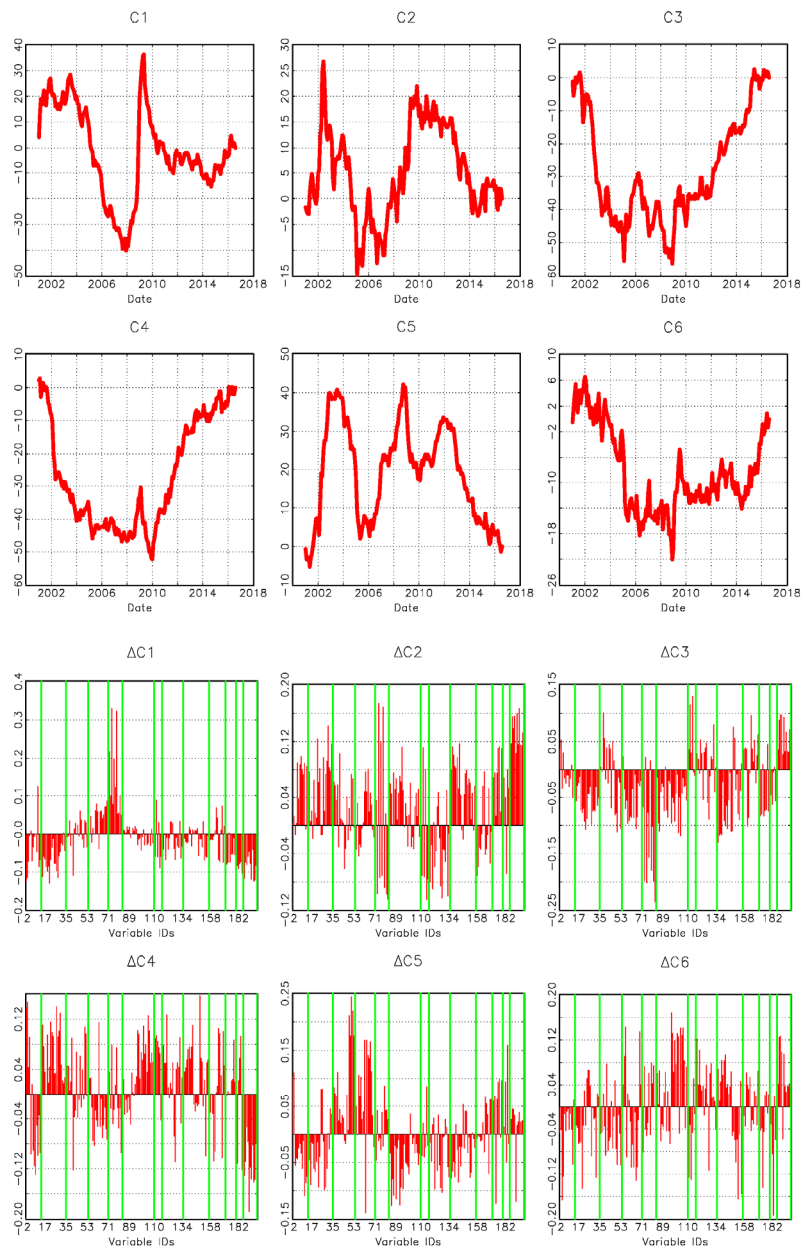 C1 C2 C3
40 30 20 10 0 −10 −20 −30 −40 −50
30 25 20 15 10 5 0 −5 −15
10 0 −10 −20 −30 −40 −50 −60
2002 2006 2010 2014 2018 2002 2006 2010 2014 2018 2002 2006 2010 2014 2018
Date Date Date
C4 C5 C6
10 0 −10 −20 −30 −40 −50 −60
50 40 30 20 10 0 −10
10 6 2 −2 −10 −18 −26
2002 2006 2010 2014 2018 2002 2006 2010 2014 2018 2002 2006 2010 2014 2018
Date Date Date
ΔC1 ΔC2 ΔC3
0.4 0.3 0.2 0.1 −0.0 −0.1 −0.2
0.20 0.12 0.04 −0.04 −0.12
0.15 0.05 −0.05 −0.15 −0.25
2 17 35 53 71 89 110 134 158 182 2 17 35 53 71 89 110 134 158 182 2 17 35 53 71 89 110 134 158 182
Variable IDs Variable IDs Variable IDs
ΔC4 ΔC5 ΔC6
0.12 0.04 −0.04 −0.12 −0.20
0.25 0.15 0.05 −0.05 −0.15
0.20 0.12 0.04 −0.04 −0.12 −0.20
2 17 35 53 71 89 110 134 158 182 2 17 35 53 71 89 110 134 158 182 2 17 35 53 71 89 110 134 158 182
Variable IDs Variable IDs Variable IDs